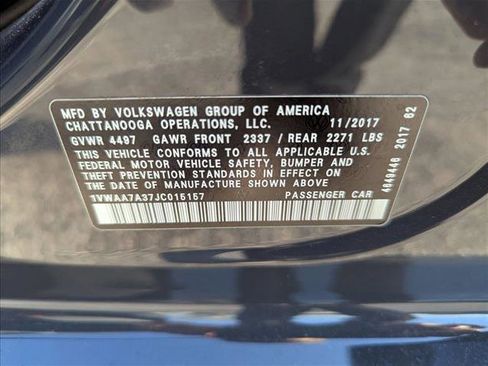 MFD BY VOLKSWAGEN GROUP OF AMERICA
CHATTANOOGA OPERATIONS, LLC. 11/2017
GVWR 4497 GAWR FRONT 2337 / REAR 2271 LBS
THIS VEHICLE CONFORMS TO ALL APPLICABLE U.S.
FEDERAL MOTOR VEHICLE SAFETY, BUMPER AND
THEFT PREVENTION STANDARDS IN EFFECT ON THE
DATE OF MANUFACTURE SHOWN ABOVE.
1VWAA7A37JC015157 PASSENGER CAR
4649446 2017 62